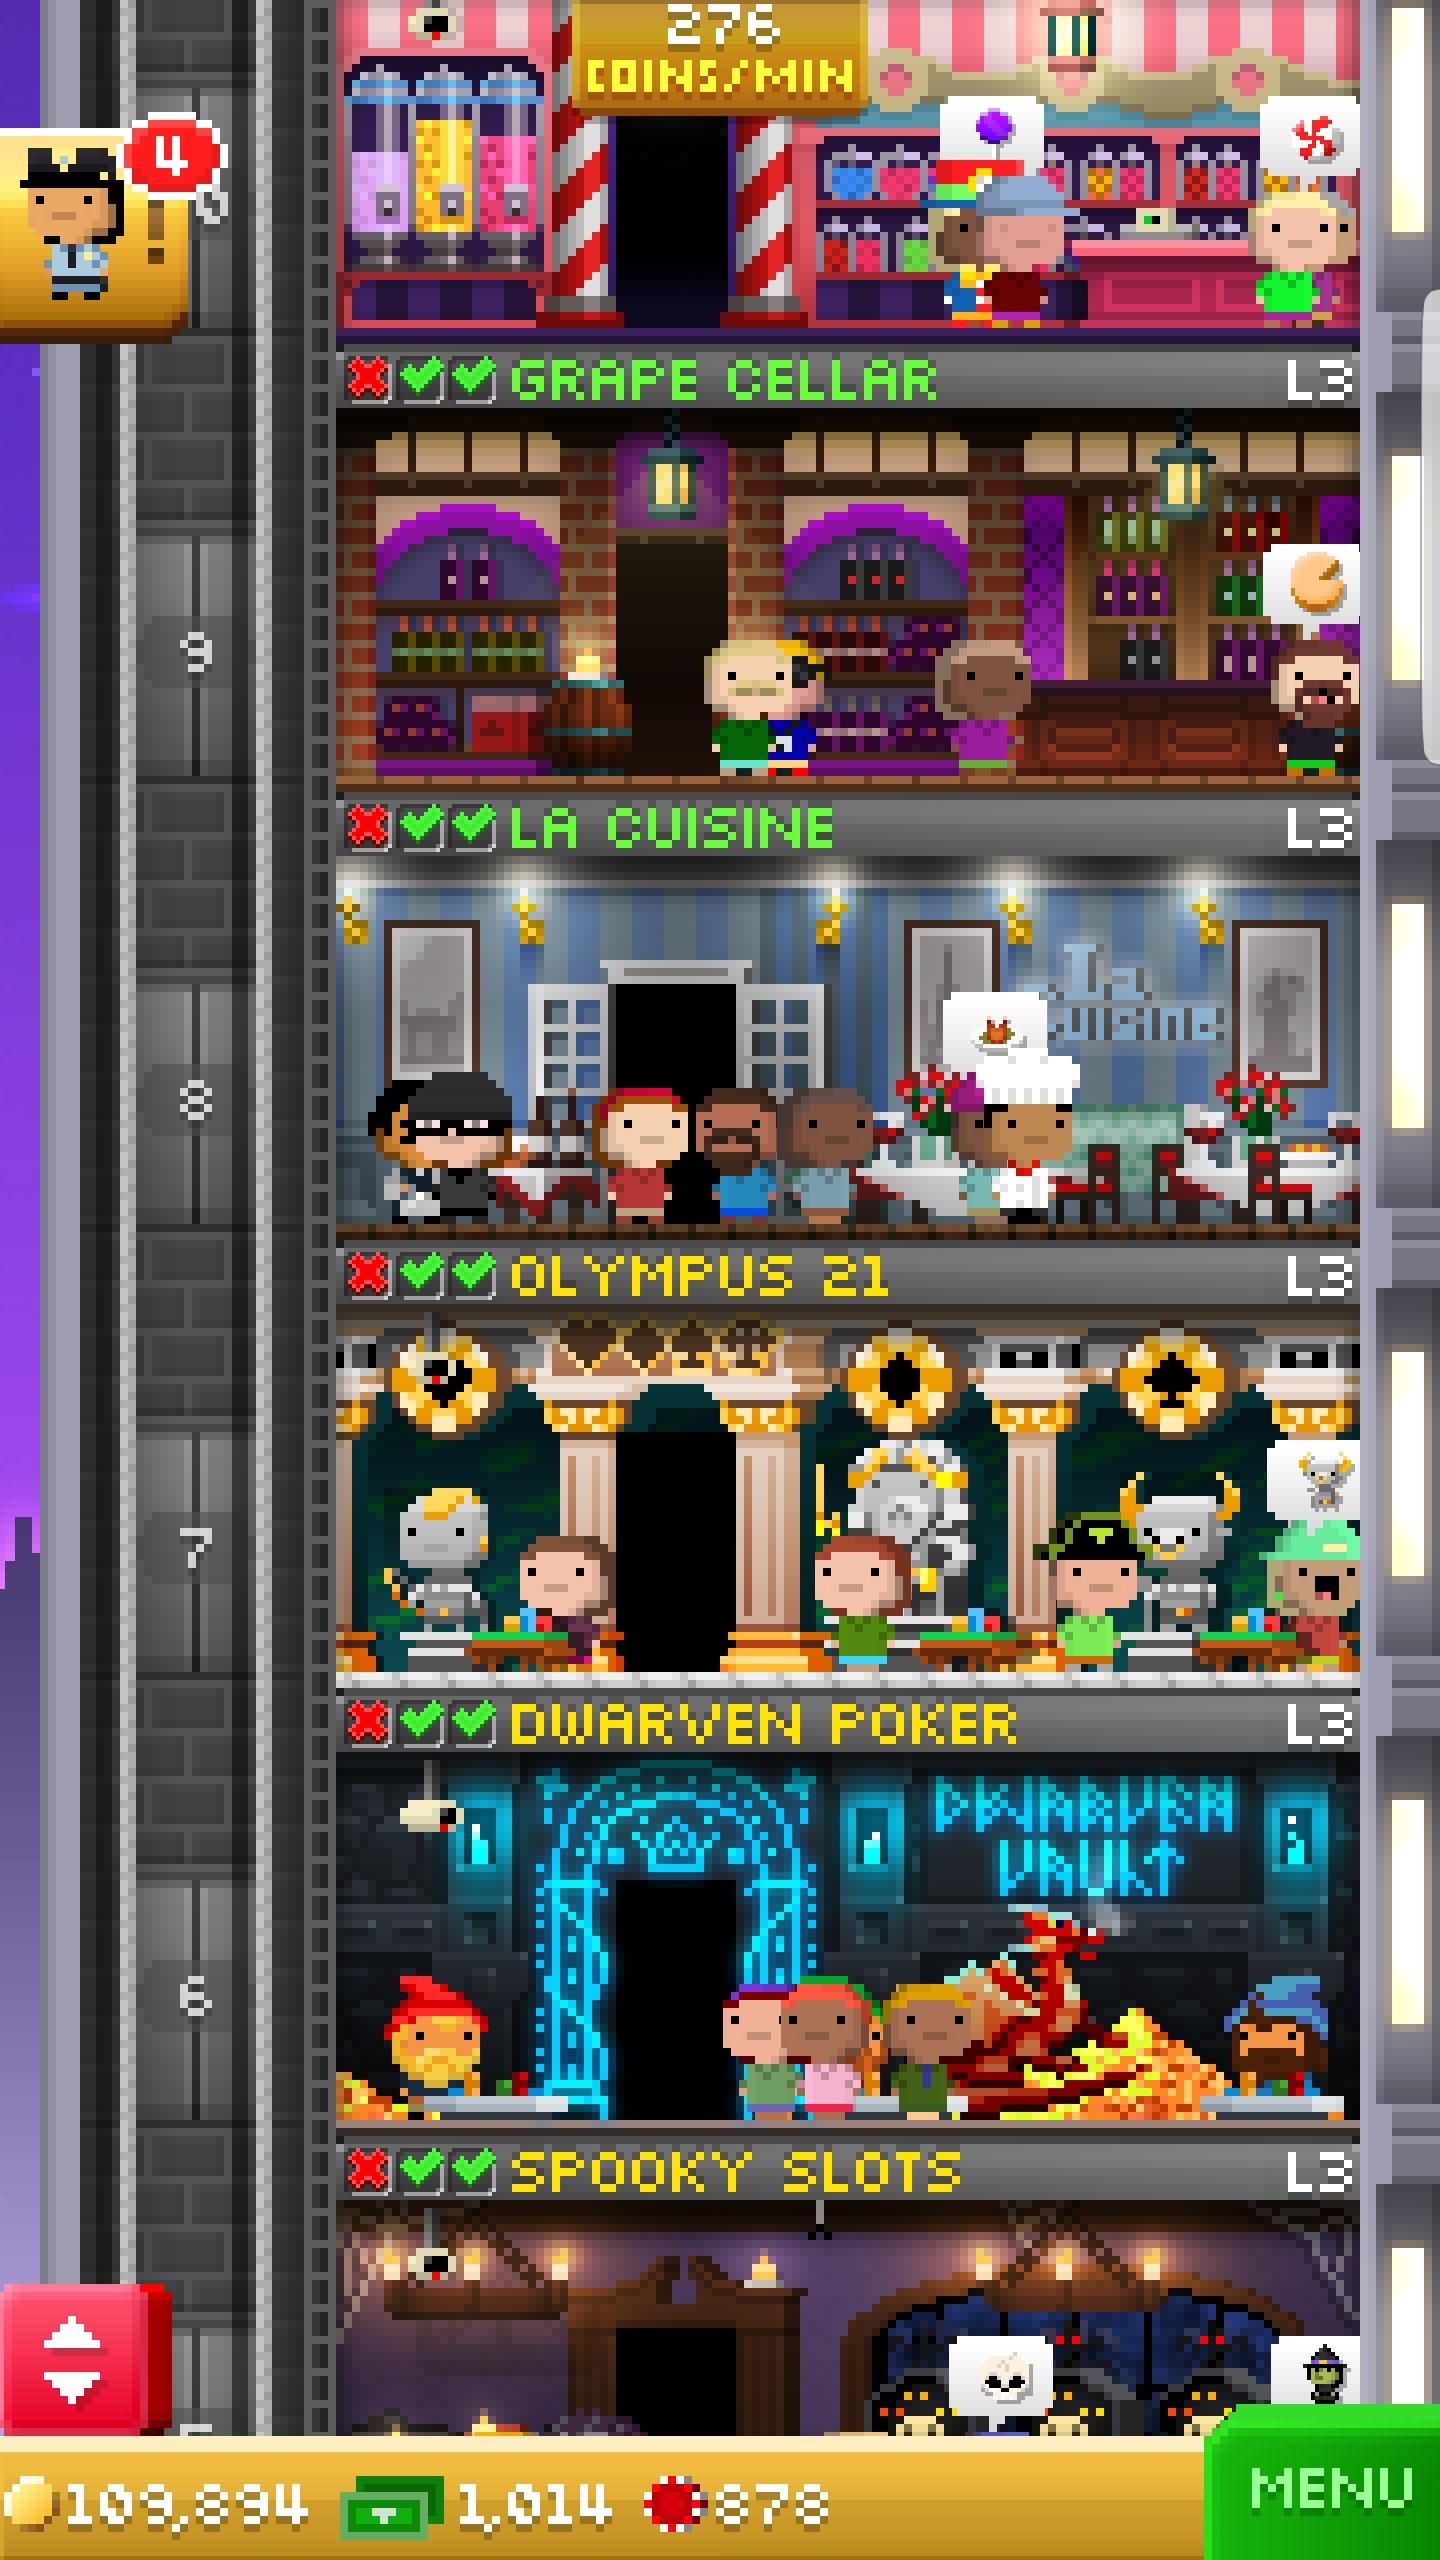 276
COINS/MIN
4
GRAPE CELLAR L3
9
LA CUISINE L3
La
Cuisine
8
OLYMPUS 21 L3
7
DWARVEN POKER L3
DWARVEN
VAULT
6
SPOOKY SLOTS L3
109,894 1,014 878
MENU